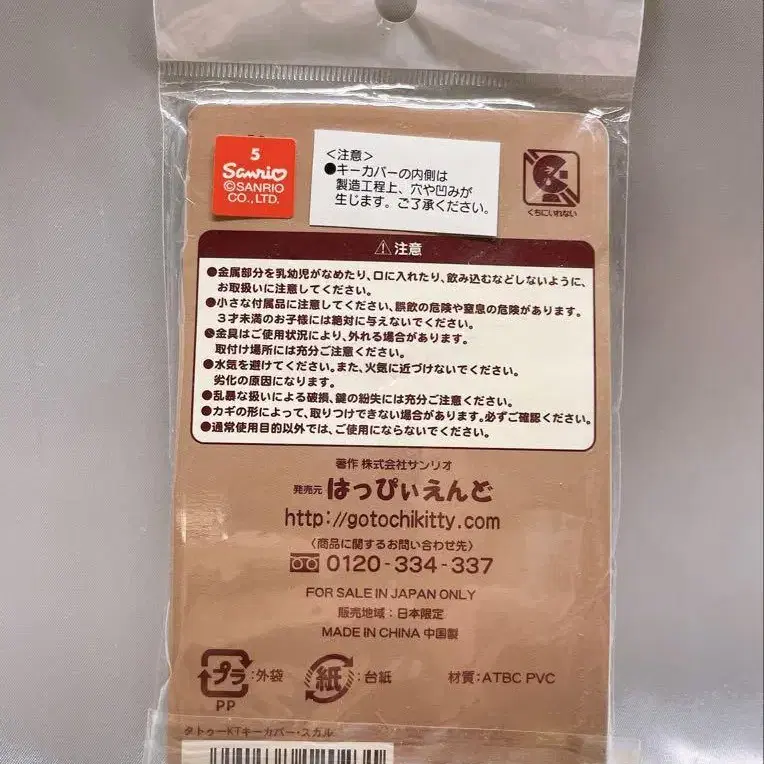 5
Sanrio
©SANRIO
CO., LTD.
<注意>
●キーカバーの内側は
製造工程上、穴や凹みが
生じます。ご了承ください。
くちにいれない
⚠注意
●金属部分を乳幼児がなめたり、口に入れたり、飲み込むなどしないように、
お取扱いに注意してください。
●小さな付属品に注意してください、誤飲の危険や窒息の危険があります。
3才未満のお子様には絶対に与えないでください。
●金具はご使用状況により、外れる場合があります。
取付け場所には充分ご注意ください。
●水気を避けてください。また、火気に近づけないでください。
劣化の原因になります。
●乱暴な扱いによる破損、鍵の紛失には充分ご注意ください。
●カギの形によって、取りつけできない場合があります。必ずご確認ください。
●通常使用目的以外では、ご使用にならないでください。
著作 株式会社サンリオ
発売元 はっぴぃえんど
http://gotochikitty.com
〈商品に関するお問い合わせ先〉
0120-334-337
FOR SALE IN JAPAN ONLY
販売地域：日本限定
MADE IN CHINA 中国製
プラ:外袋 紙:台紙 材質:ATBC PVC
PP
タトゥーKTキーカバー・スカル